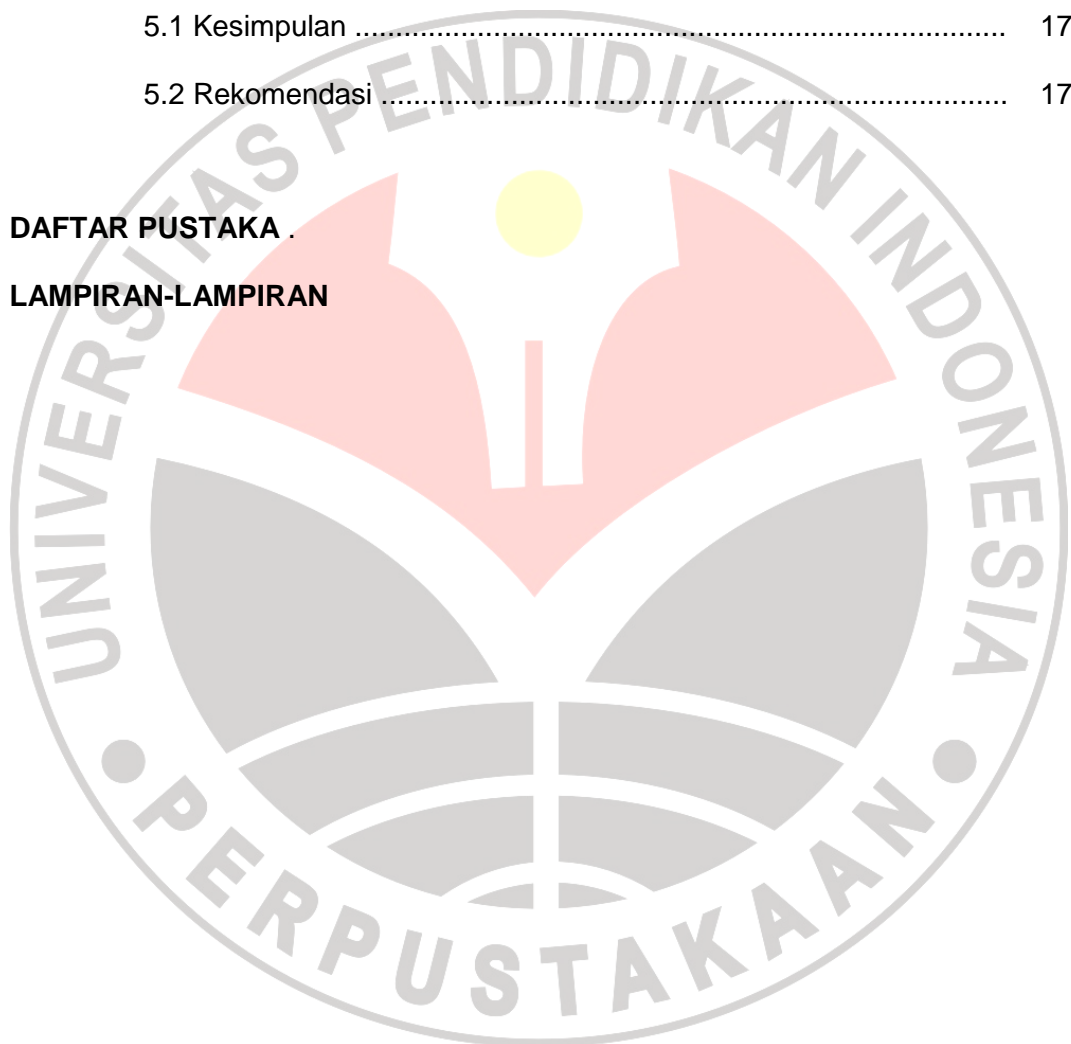 5.1 Kesimpulan ................................................................................ 17
5.2 Rekomendasi ............................................................................. 17
DAFTAR PUSTAKA .
LAMPIRAN-LAMPIRAN
UNIVERSITAS PENDIDIKAN INDONESIA
PERPUSTAKAAN